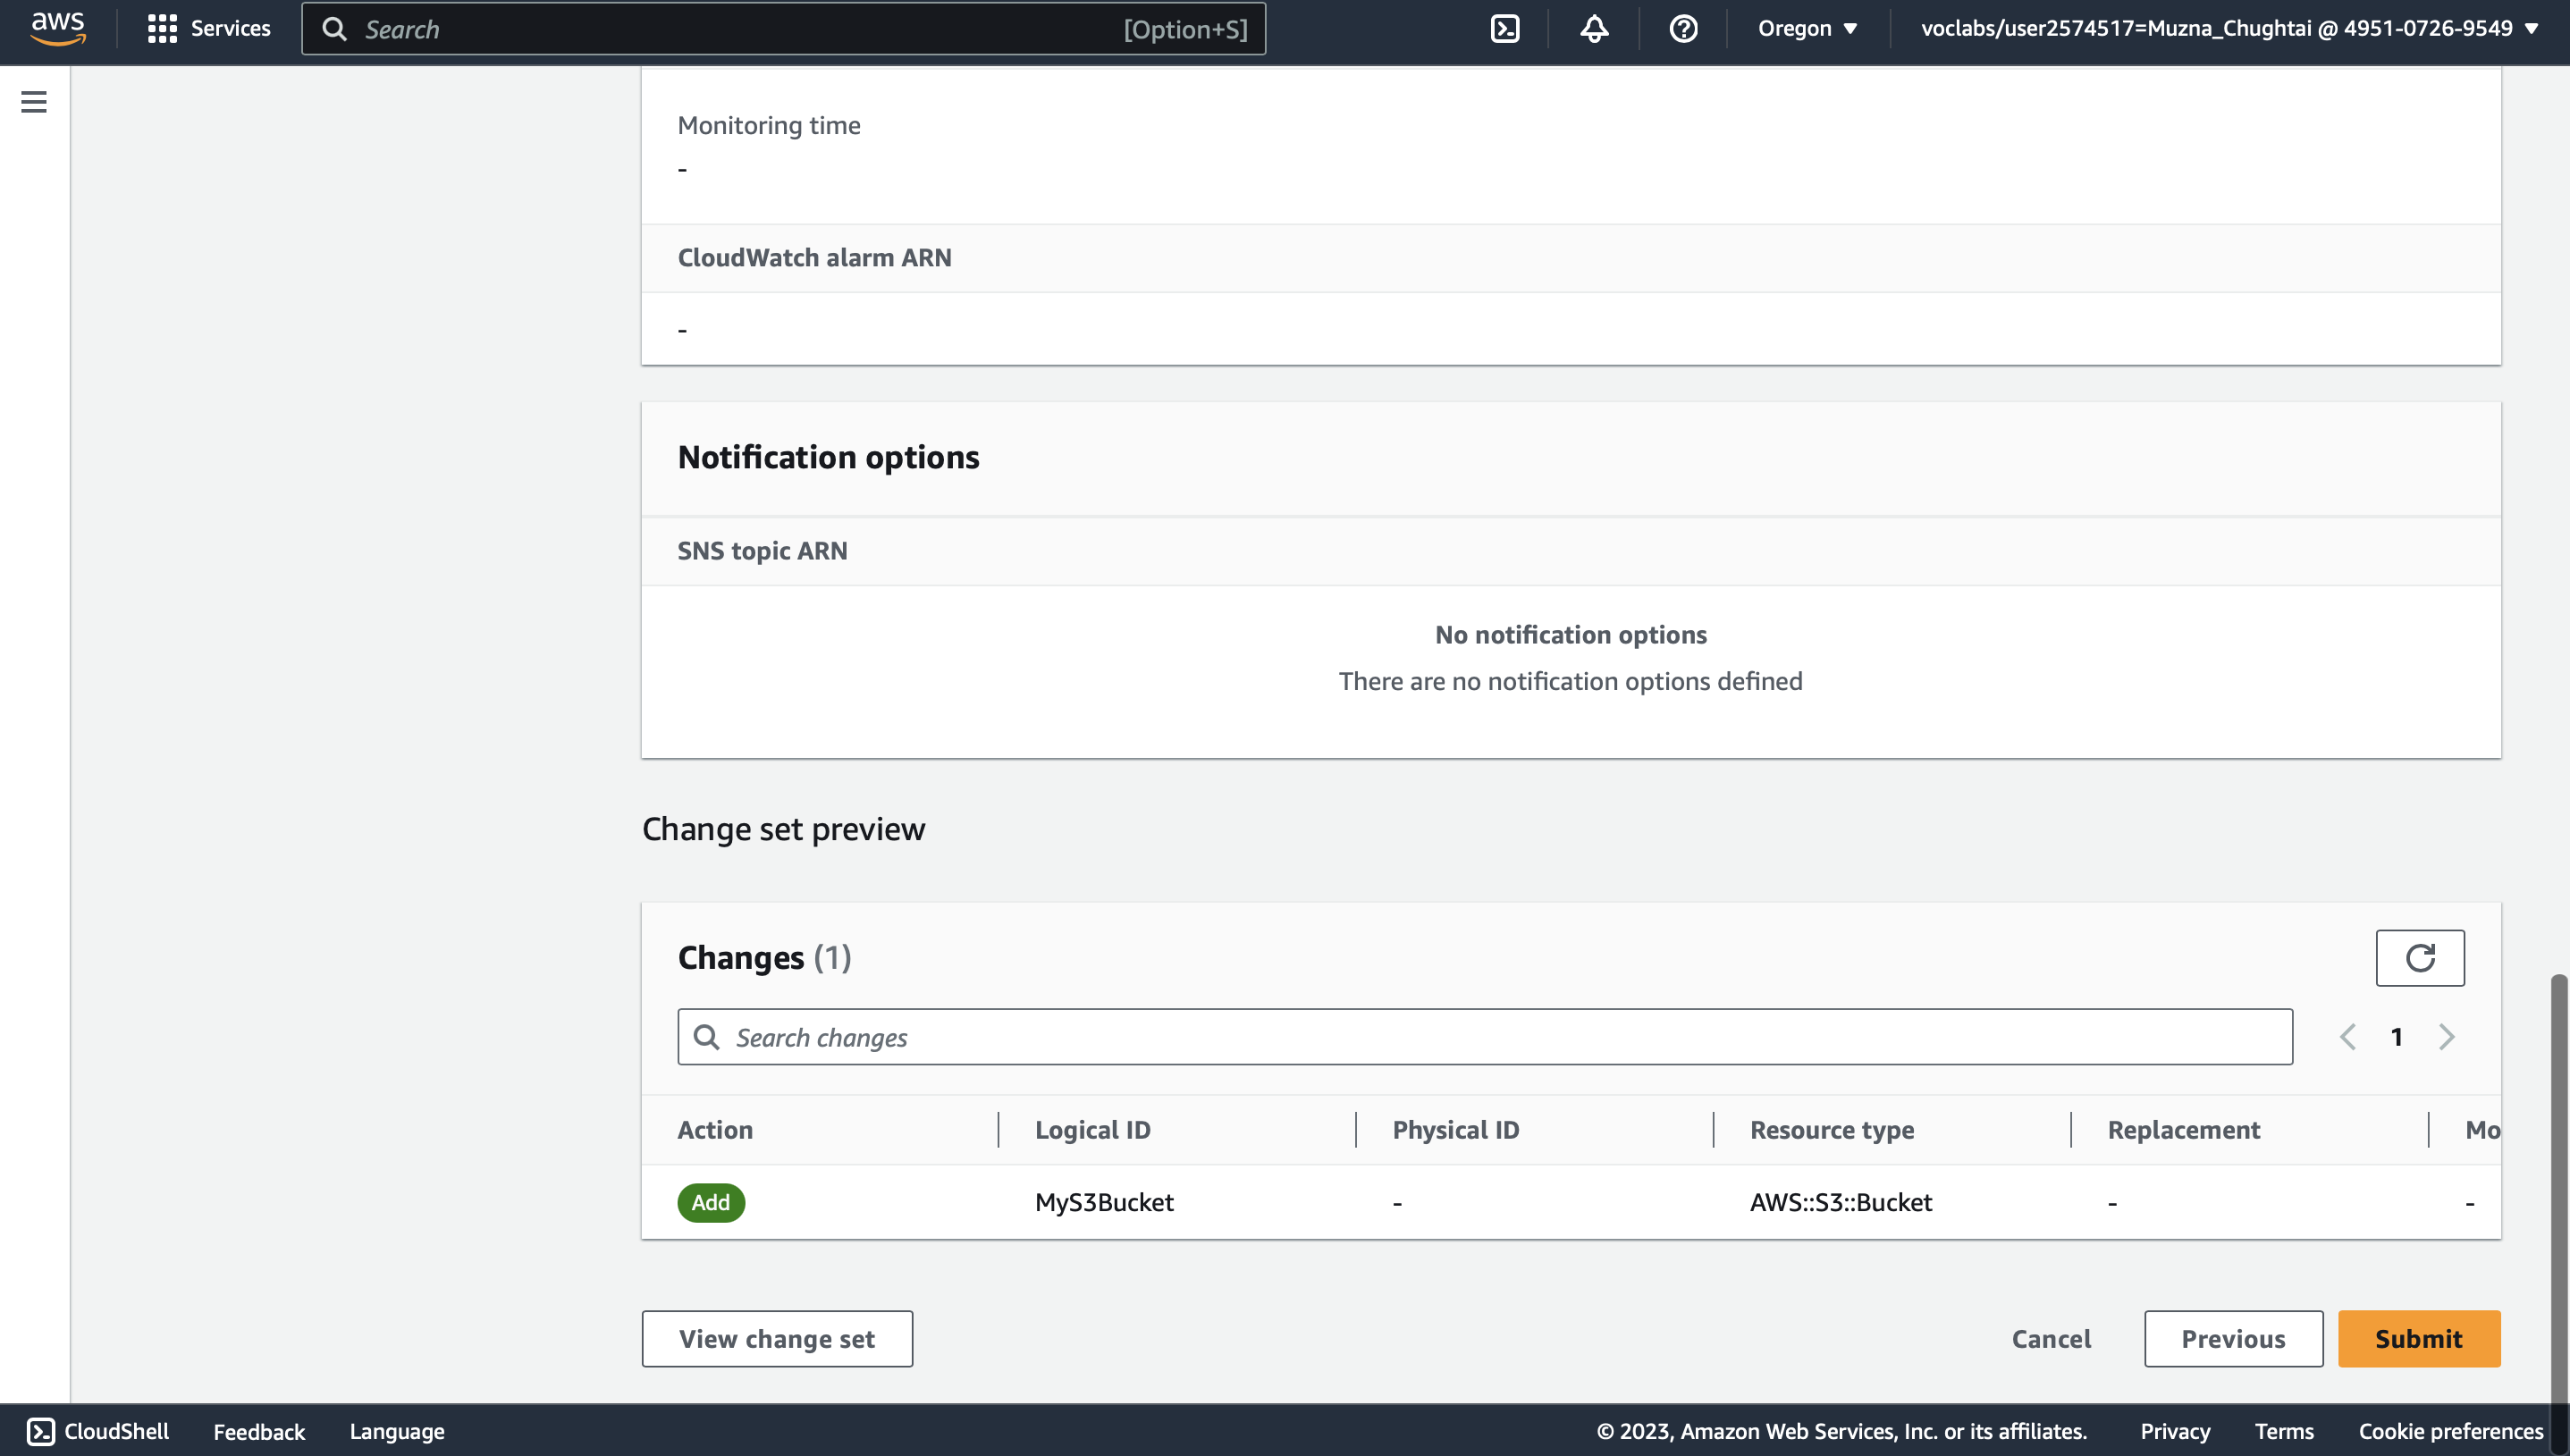 aws Services Search [Option+S] Oregon voclabs/user2574517=Muzna_Chughtai @ 4951-0726-9549
Monitoring time
-
CloudWatch alarm ARN
-
Notification options
SNS topic ARN
No notification options
There are no notification options defined
Change set preview
Changes (1)
Search changes 1
Action Logical ID Physical ID Resource type Replacement Mo
Add MyS3Bucket - AWS::S3::Bucket - -
View change set Cancel Previous Submit
CloudShell Feedback Language © 2023, Amazon Web Services, Inc. or its affiliates. Privacy Terms Cookie preferences